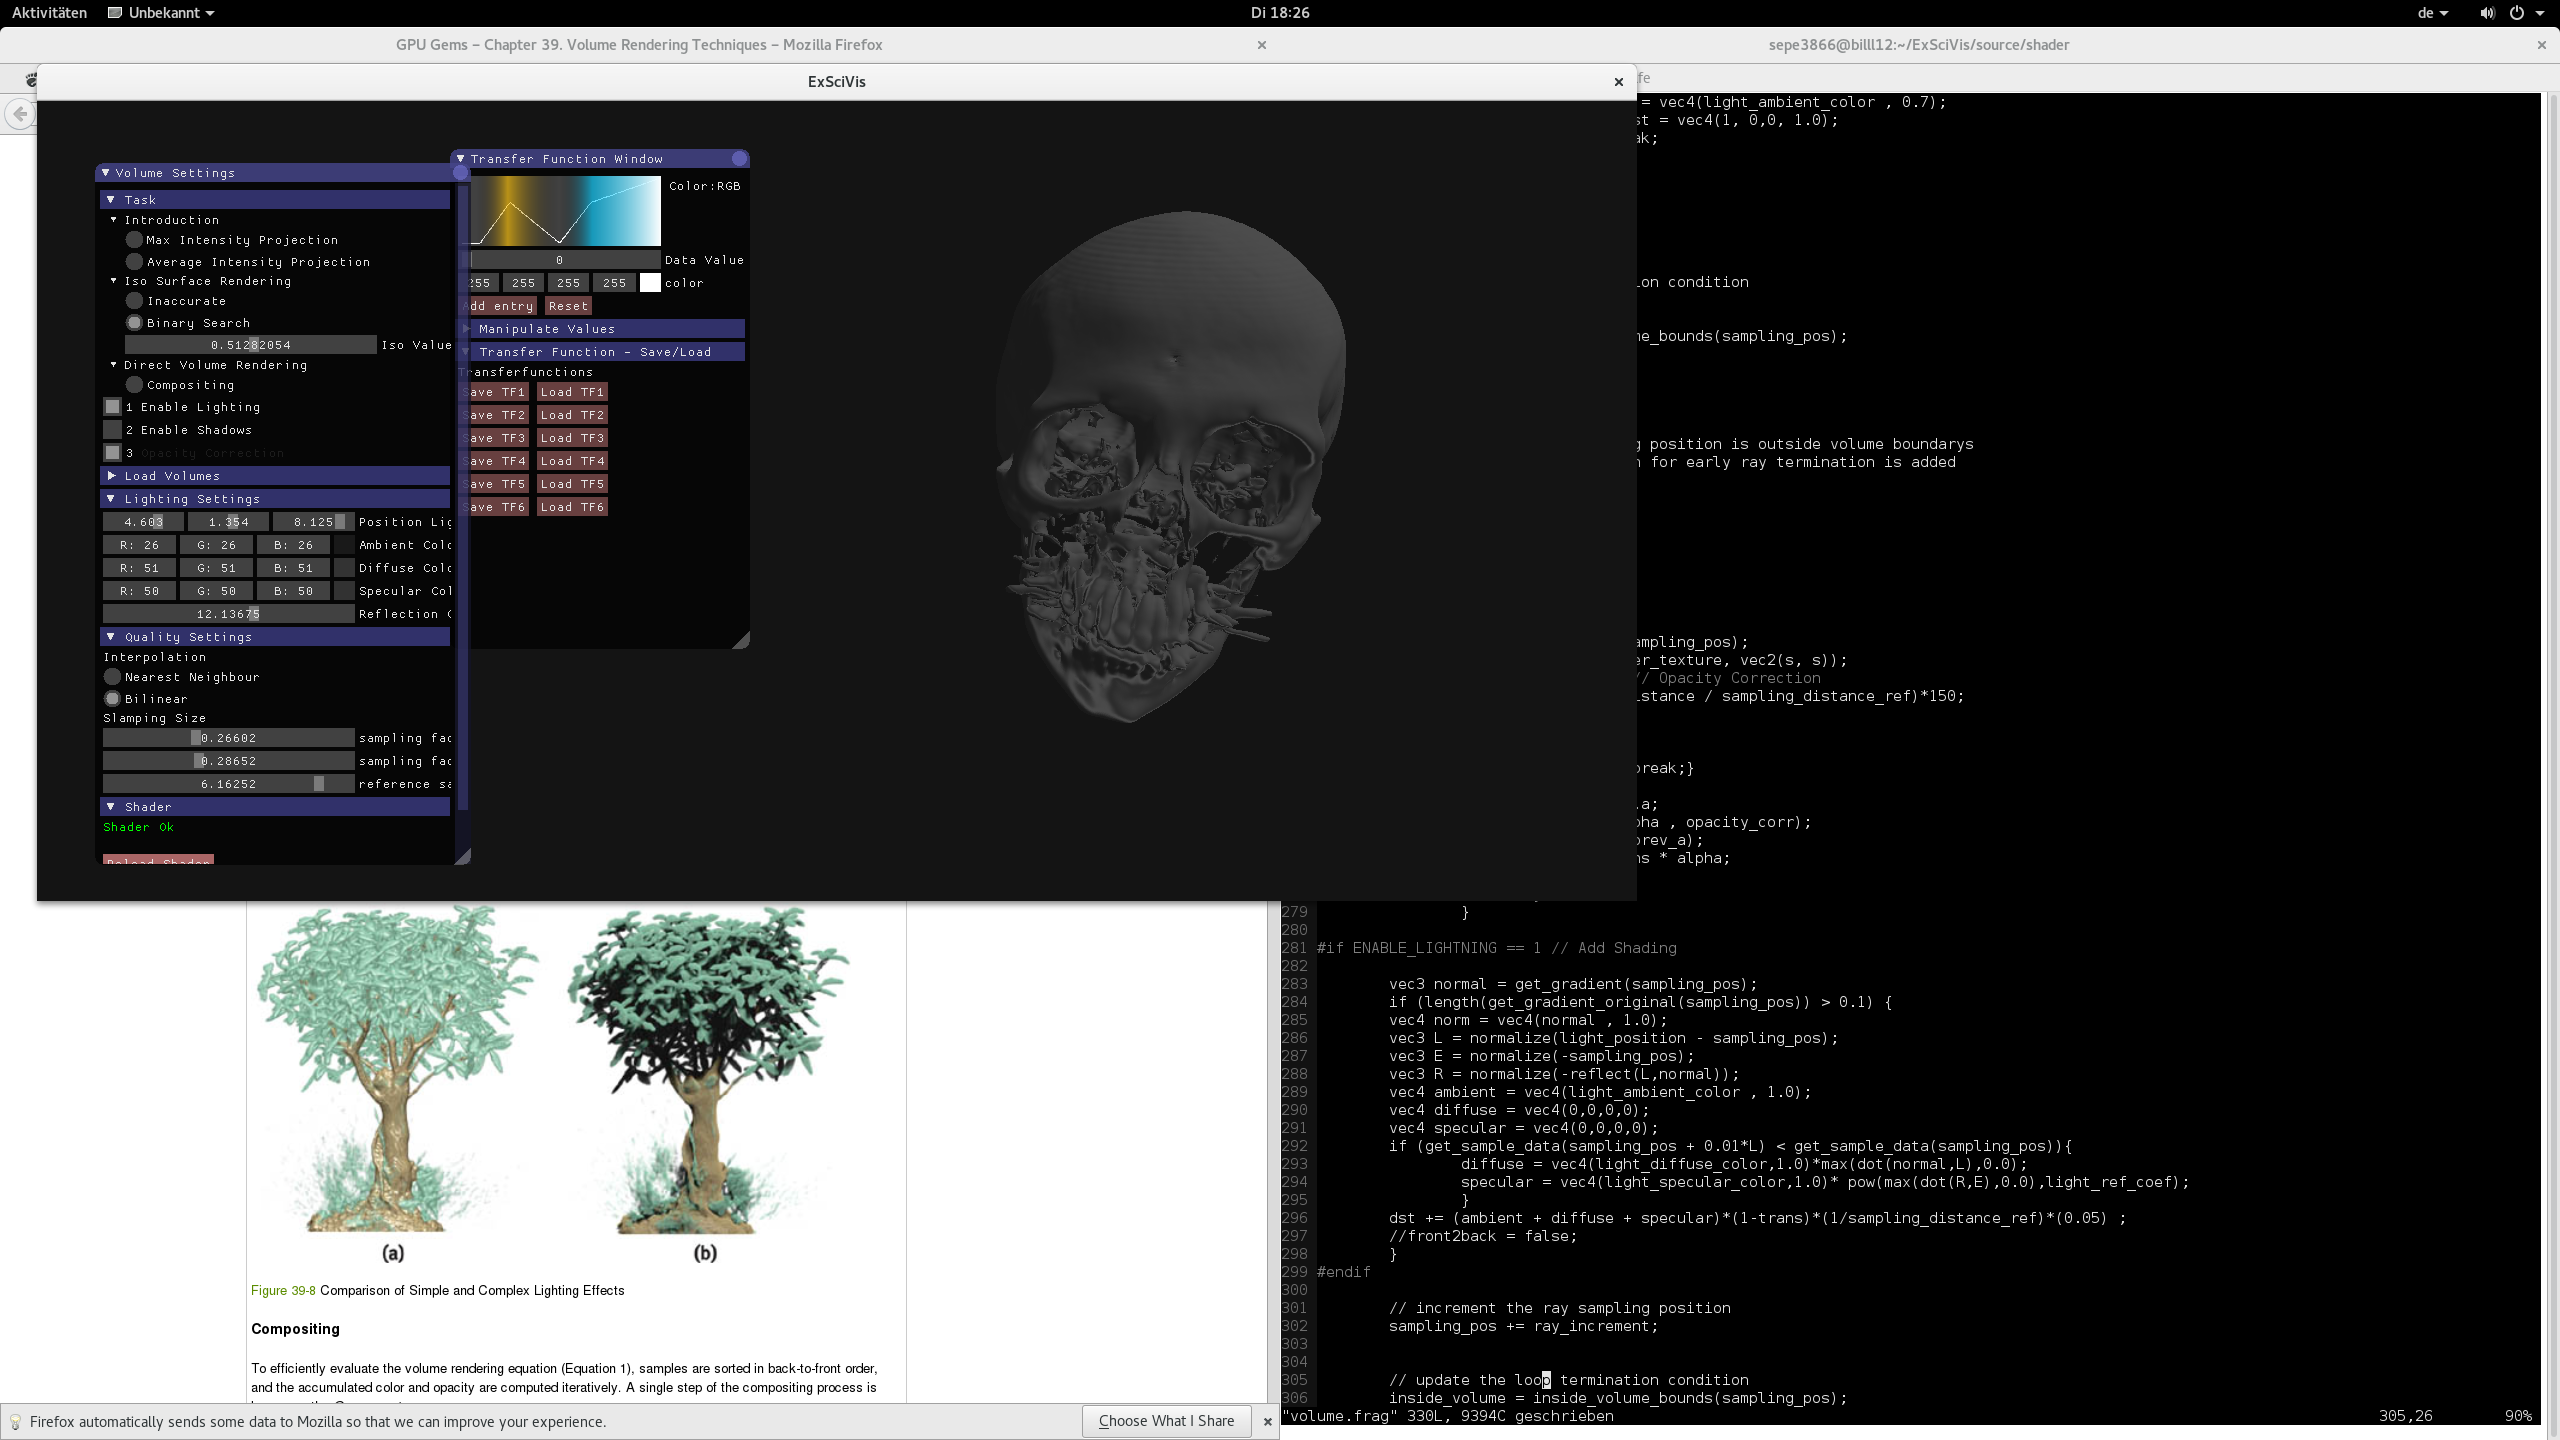 Aktivitäten Unbekannt Di 18:26 de
GPU Gems – Chapter 39. Volume Rendering Techniques – Mozilla Firefox
sepe3866@billl12:~/ExSciVis/source/shader
ExSciVis
fe
Volume Settings
Task
Introduction
Max Intensity Projection
Average Intensity Projection
Iso Surface Rendering
Inaccurate
Binary Search
0.51282054 Iso Value
Direct Volume Rendering
Compositing
1 Enable Lighting
2 Enable Shadows
3 Opacity Correction
Load Volumes
Lighting Settings
4.603 1.354 8.125 Position Lig
R: 26 G: 26 B: 26 Ambient Colo
R: 51 G: 51 B: 51 Diffuse Colo
R: 50 G: 50 B: 50 Specular Col
12.13675 Reflection C
Quality Settings
Interpolation
Nearest Neighbour
Bilinear
Slamping Size
0.26602 sampling fac
0.28652 sampling fac
6.16252 reference sa
Shader
Shader Ok
Reload Shader
Transfer Function Window
Color:RGB
0 Data Value
255 255 255 255 color
Add entry Reset
Manipulate Values
Transfer Function - Save/Load
Transferfunctions
Save TF1 Load TF1
Save TF2 Load TF2
Save TF3 Load TF3
Save TF4 Load TF4
Save TF5 Load TF5
Save TF6 Load TF6
= vec4(light_ambient_color , 0.7);
st = vec4(1, 0,0, 1.0);
ak;
ion condition
me_bounds(sampling_pos);
g position is outside volume boundarys
n for early ray termination is added
ampling_pos);
er_texture, vec2(s, s));
// Opacity Correction
istance / sampling_distance_ref)*150;
break;}
.a;
pha , opacity_corr);
prev_a);
ns * alpha;
279 }
280
281 #if ENABLE_LIGHTNING == 1 // Add Shading
282
283 vec3 normal = get_gradient(sampling_pos);
284 if (length(get_gradient_original(sampling_pos)) > 0.1) {
285 vec4 norm = vec4(normal , 1.0);
286 vec3 L = normalize(light_position - sampling_pos);
287 vec3 E = normalize(-sampling_pos);
288 vec3 R = normalize(-reflect(L,normal));
289 vec4 ambient = vec4(light_ambient_color , 1.0);
290 vec4 diffuse = vec4(0,0,0,0);
291 vec4 specular = vec4(0,0,0,0);
292 if (get_sample_data(sampling_pos + 0.01*L) < get_sample_data(sampling_pos)){
293 diffuse = vec4(light_diffuse_color,1.0)*max(dot(normal,L),0.0);
294 specular = vec4(light_specular_color,1.0)* pow(max(dot(R,E),0.0),light_ref_coef);
295 }
296 dst += (ambient + diffuse + specular)*(1-trans)*(1/sampling_distance_ref)*(0.05) ;
297 //front2back = false;
298 }
299 #endif
300
301 // increment the ray sampling position
302 sampling_pos += ray_increment;
303
304
305 // update the loop termination condition
306 inside_volume = inside_volume_bounds(sampling_pos);
"volume.frag" 330L, 9394C geschrieben 305,26 90%
(a) (b)
Figure 39-8 Comparison of Simple and Complex Lighting Effects
Compositing
To efficiently evaluate the volume rendering equation (Equation 1), samples are sorted in back-to-front order,
and the accumulated color and opacity are computed iteratively. A single step of the compositing process is
Firefox automatically sends some data to Mozilla so that we can improve your experience. Choose What I Share